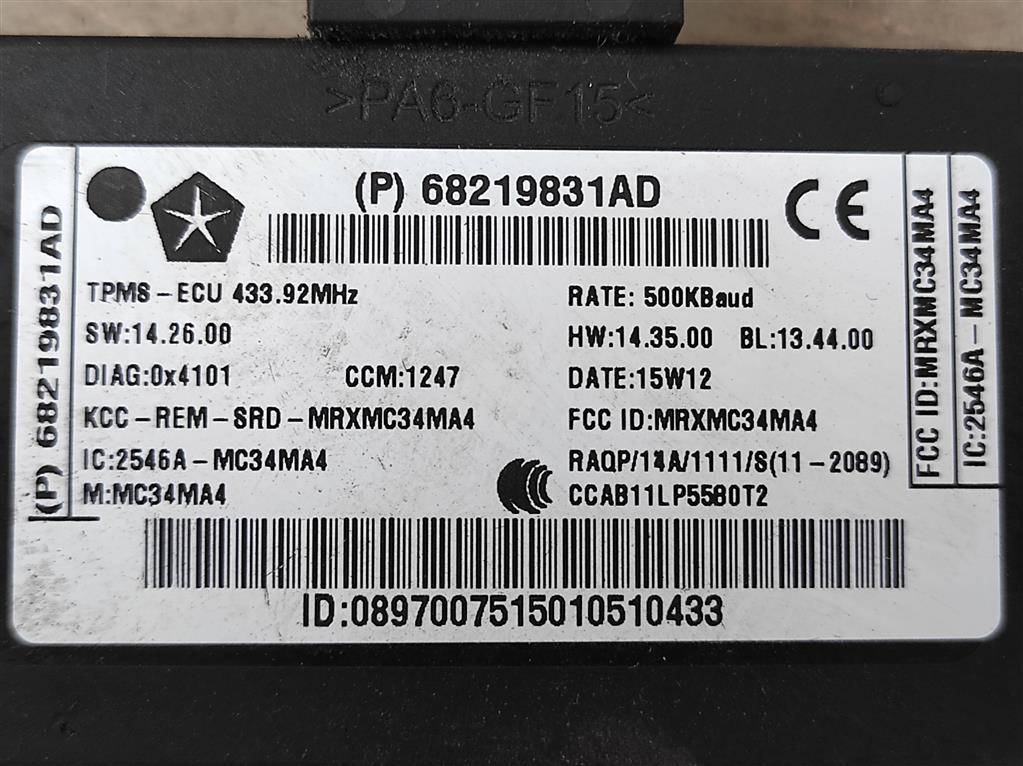 >PA6-GF15<
(P) 68219831AD
(P) 68219831AD
CE
TPMS-ECU 433.92MHz
RATE: 500KBaud
SW:14.26.00
HW:14.35.00 BL:13.44.00
DIAG:0x4101 CCM:1247
DATE:15W12
KCC-REM-SRD-MRXMC34MA4
FCC ID:MRXMC34MA4
IC:2546A-MC34MA4
RAQP/14A/1111/S(11-2089)
M:MC34MA4
CCAB11LP5580T2
ID:0897007515010510433
FCC ID:MRXMC34MA4
IC:2546A-MC34MA4